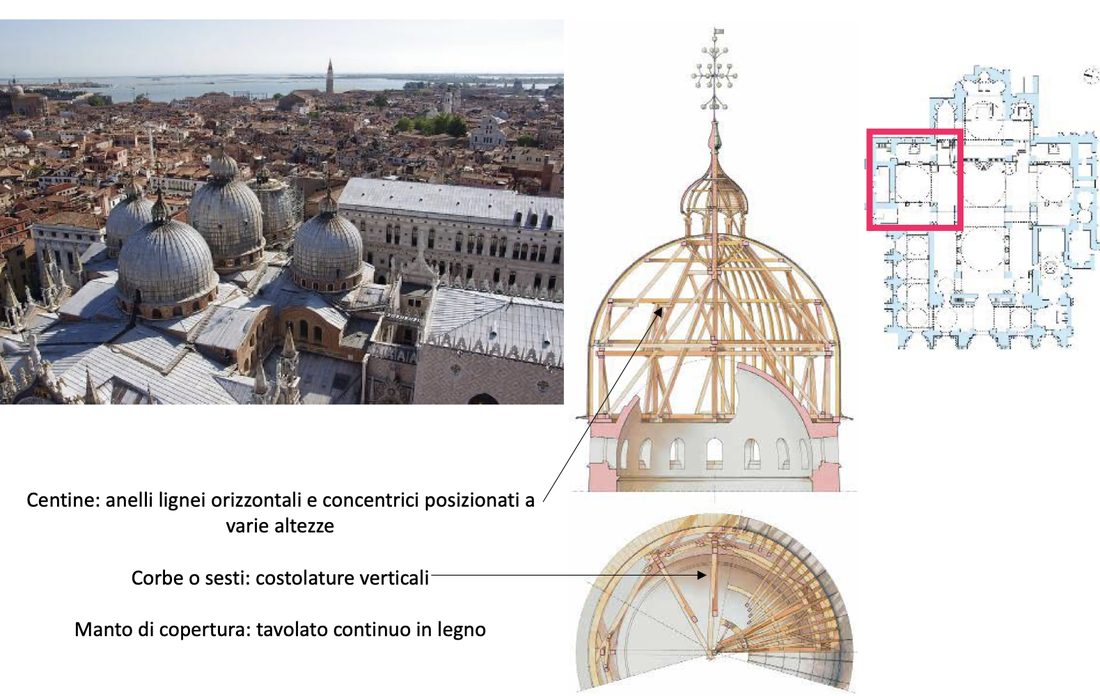 Centine: anelli lignei orizzontali e concentrici posizionati a
varie altezze
Corbe o sesti: costolature verticali
Manto di copertura: tavolato continuo in legno